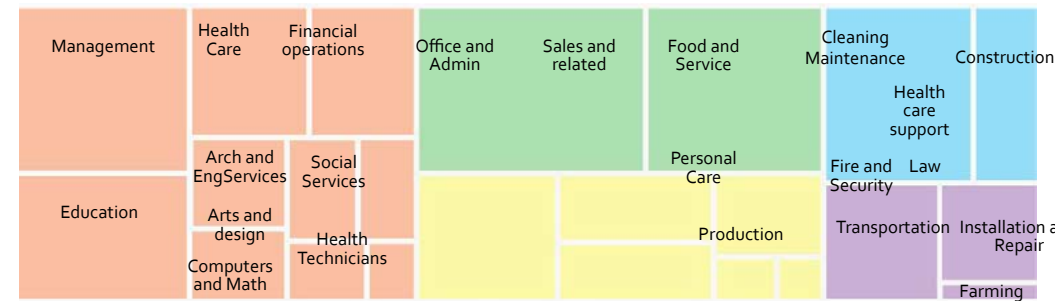 Management
Health
Care
Financial
operations
Office and
Admin
Sales and
related
Food and
Service
Cleaning
Maintenance
Construction
Health
care
support
Arch and
EngServices
Social
Services
Personal
Care
Fire and
Security
Law
Education
Arts and
design
Health
Technicians
Computers
and Math
Production
Transportation
Installation a
Repair
Farming